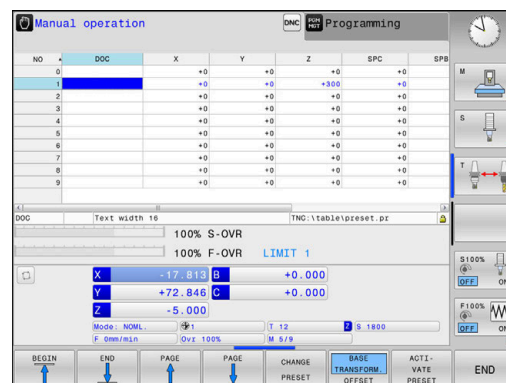 Manual operation
DNC
PGM MGT
Programming
NO DOC X Y Z SPC SPB
0 +0 +0 +0 +0
1 +0 +0 +300 +0
2 +0 +0 +0 +0
3 +0 +0 +0 +0
4 +0 +0 +0 +0
5 +0 +0 +0 +0
6 +0 +0 +0 +0
7 +0 +0 +0 +0
8 +0 +0 +0 +0
9 +0 +0 +0 +0
DOC Text width 16 TNC:\table\preset.pr
100% S-OVR
100% F-OVR LIMIT 1
X -17.813 B +0.000
Y +72.846 C +0.000
Z -5.000
Mode: NOML. 1 T 12 Z S 1800
F 0mm/min Ovr 100% M 5/9
M
S
T
S100%
OFF ON
F100%
OFF ON
BEGIN
END
PAGE
PAGE
CHANGE
PRESET
BASE
TRANSFORM.
OFFSET
ACTI-
VATE
PRESET
END